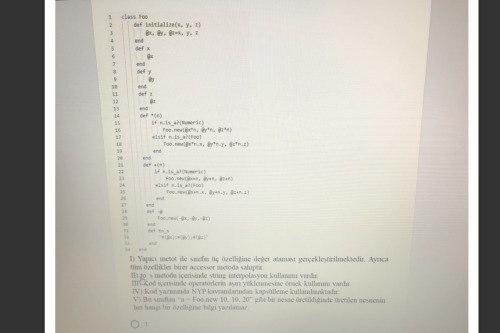 1 class Foo
2 def initialize(x, y, z)
3 @x, @y, @z=x, y, z
4 end
5 def x
6 @x
7 end
8 def y
9 @y
10 end
11 def z
12 @z
13 end
14 def *(n)
15 if n.is_a?(Numeric)
16 Foo.new(@x*n, @y*n, @z*n)
17 elsif n.is_a?(Foo)
18 Foo.new(@x*n.x, @y*n.y, @z*n.z)
19 end
20 end
21 def +(n)
22 if n.is_a?(Numeric)
23 Foo.new(@x+n, @y+n, @z+n)
24 elsif n.is_a?(Foo)
25 Foo.new(@x+n.x, @y+n.y, @z+n.z)
26 end
27 end
28 def -@
29 Foo.new(-@x,-@y,-@z)
30 end
31 def to_s
32 "#{@x};#{@y};#{@z}"
33 end
34 end
I) Yapıcı metot ile sınıfın üç özelliğine değer ataması gerçekleştirilmektedir. Ayrıca
tüm özellikler birer accessor metoda sahiptir.
II) to_s metodu içerisinde string interpolasyon kullanımı vardır.
III) Kod içerisinde operatörlerin aşırı yüklenmesine örnek kullanım vardır.
IV) Kod yazımında NYP kavramlarından kapsülleme kullanılmaktadır.
V) Bu sınıftan "a = Foo.new 10, 10, 20" gibi bir nesne üretildiğinde üretilen nesnenin
her hangi bir özelliğine bilgi yazılamaz.